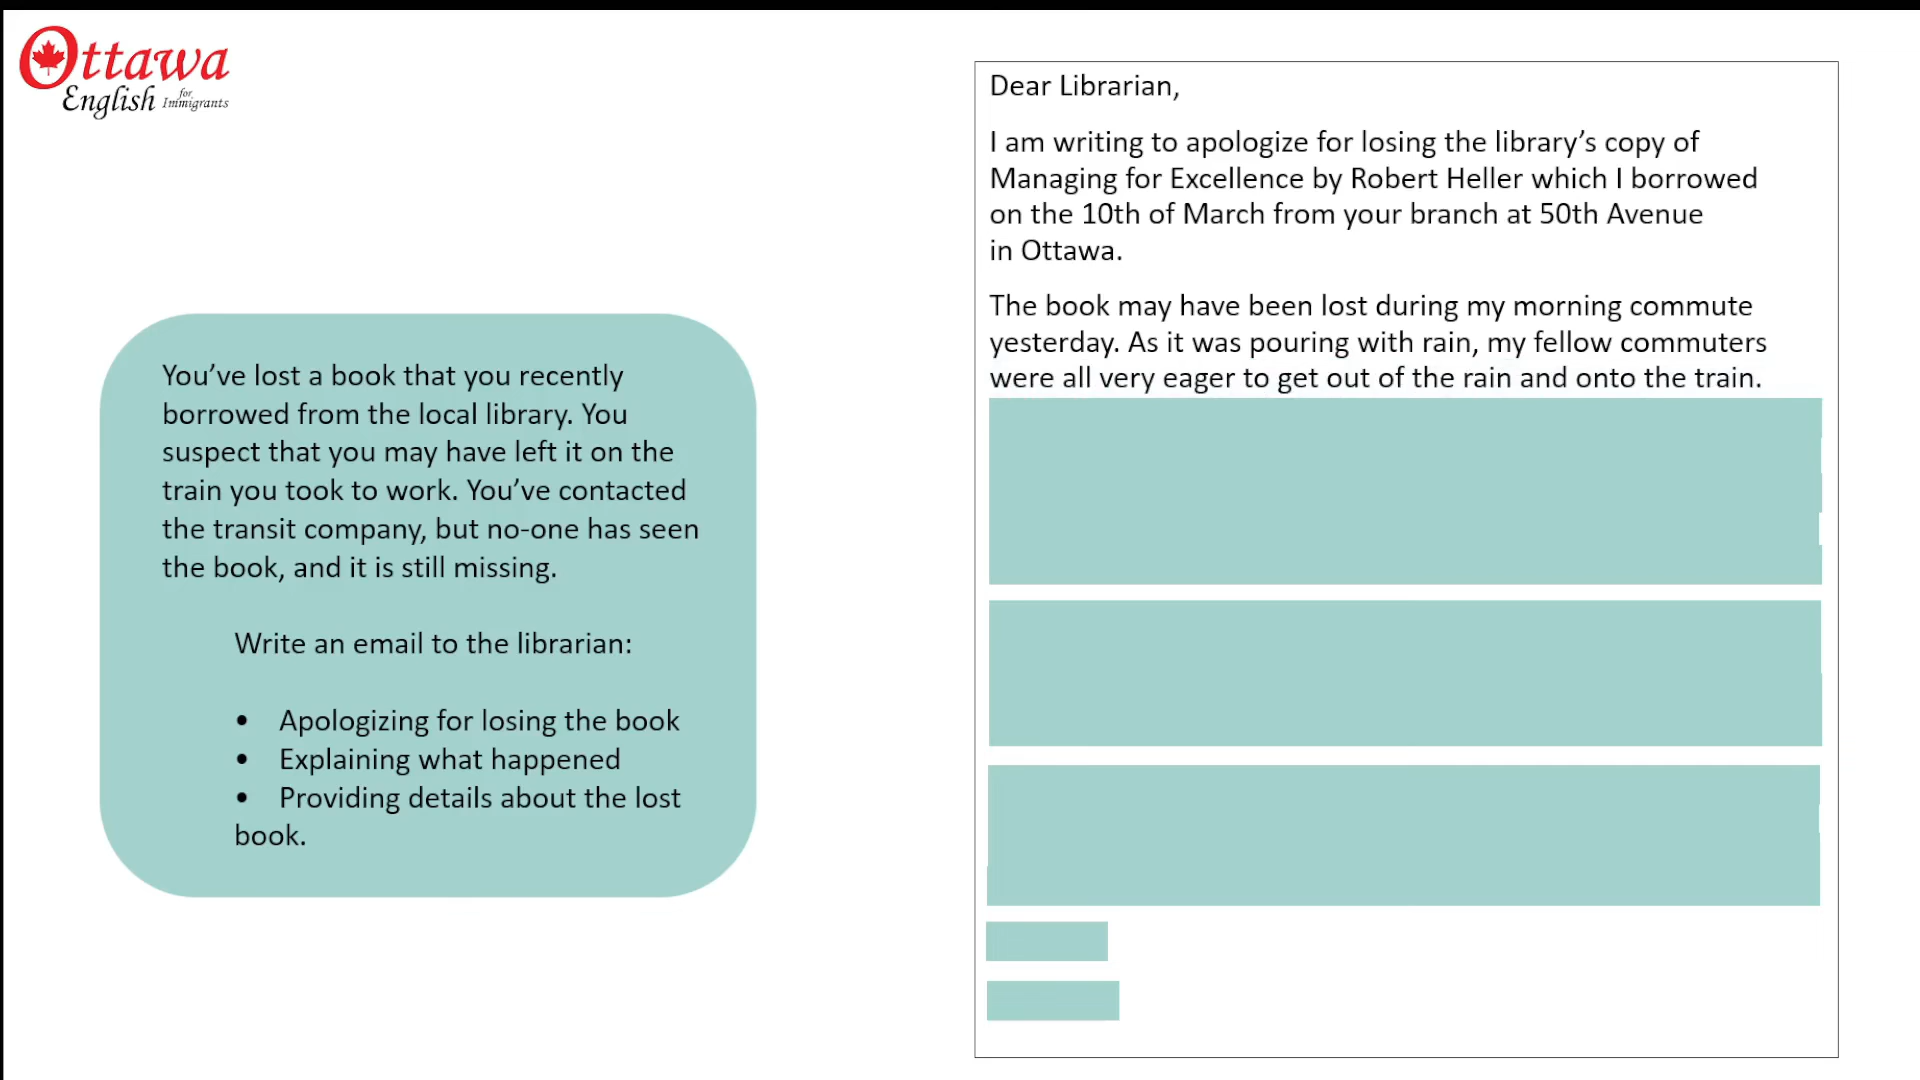 Ottawa
English for Immigrants
You’ve lost a book that you recently
borrowed from the local library. You
suspect that you may have left it on the
train you took to work. You’ve contacted
the transit company, but no-one has seen
the book, and it is still missing.
Write an email to the librarian:
• Apologizing for losing the book
• Explaining what happened
• Providing details about the lost
book.
Dear Librarian,
I am writing to apologize for losing the library’s copy of
Managing for Excellence by Robert Heller which I borrowed
on the 10th of March from your branch at 50th Avenue
in Ottawa.
The book may have been lost during my morning commute
yesterday. As it was pouring with rain, my fellow commuters
were all very eager to get out of the rain and onto the train.